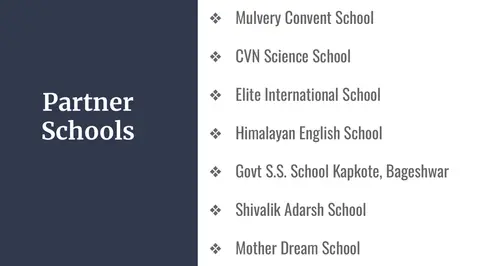 Partner
Schools
❖ Mulvery Convent School
❖ CVN Science School
❖ Elite International School
❖ Himalayan English School
❖ Govt S.S. School Kapkote, Bageshwar
❖ Shivalik Adarsh School
❖ Mother Dream School